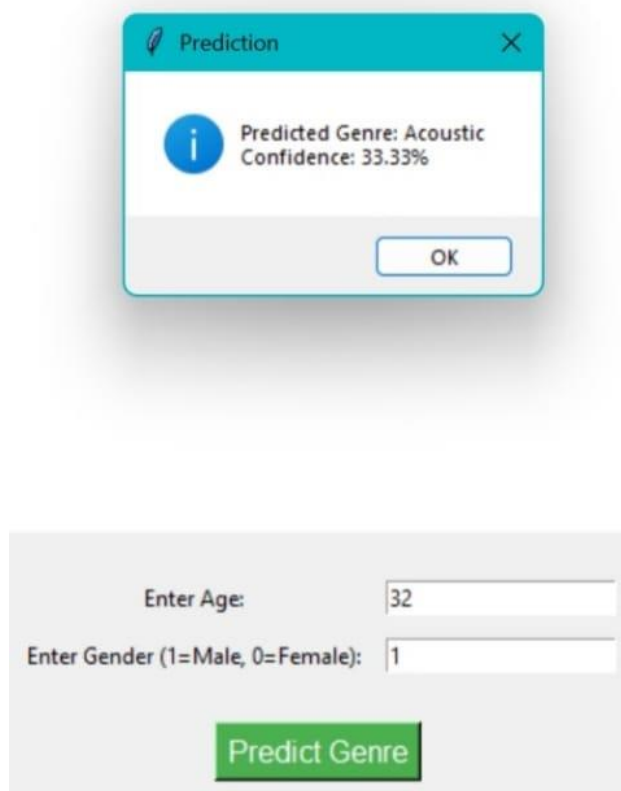 Prediction
Predicted Genre: Acoustic
Confidence: 33.33%
OK
Enter Age: 32
Enter Gender (1=Male, 0=Female): 1
Predict Genre